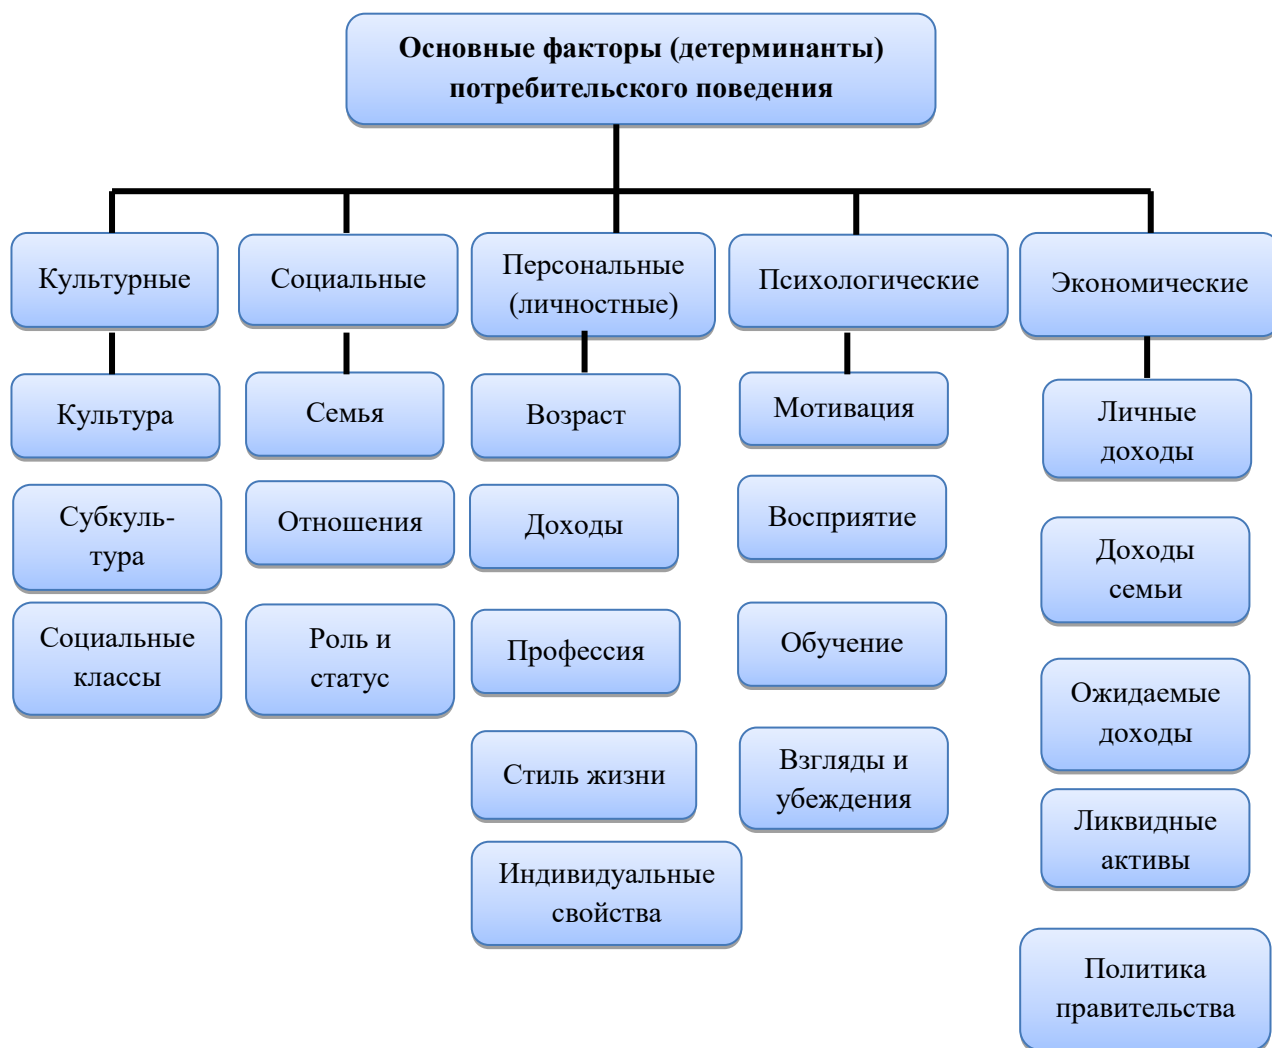 Основные факторы (детерминанты)
потребительского поведения
Культурные
Социальные
Персональные
(личностные)
Психологические
Экономические
Культура
Субкуль-
тура
Социальные
классы
Семья
Отношения
Роль и
статус
Возраст
Доходы
Профессия
Стиль жизни
Индивидуальные
свойства
Мотивация
Восприятие
Обучение
Взгляды и
убеждения
Личные
доходы
Доходы
семьи
Ожидаемые
доходы
Ликвидные
активы
Политика
правительства